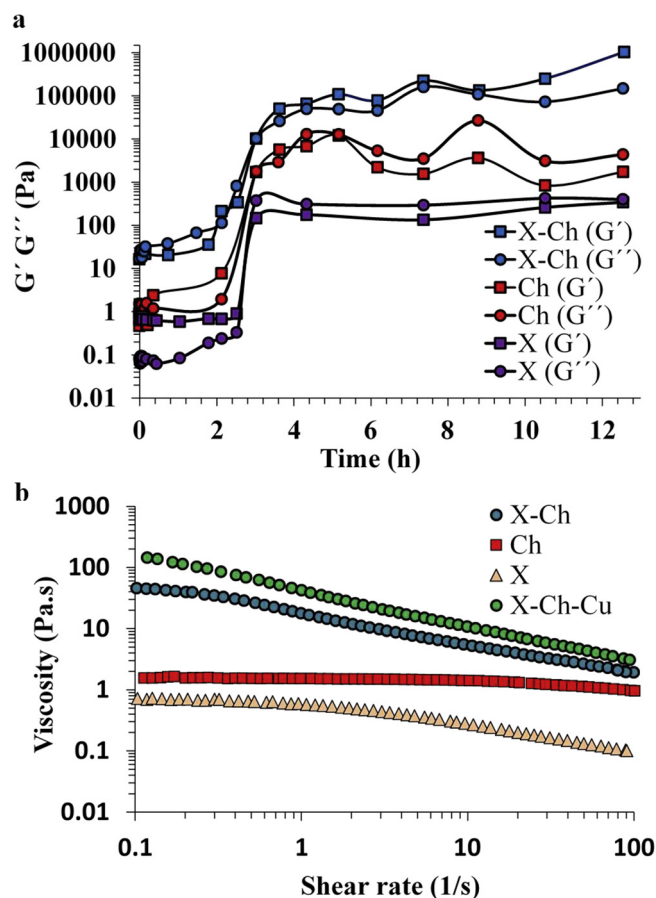 a
1000000
100000
10000
1000
100
10
1
0.1
0.01
G´ G´´ (Pa)
X-Ch (G´)
X-Ch (G´´)
Ch (G´)
Ch (G´´)
X (G´)
X (G´´)
0 2 4 6 8 10 12
Time (h)
b
1000
100
10
1
0.1
0.01
Viscosity (Pa.s)
X-Ch
Ch
X
X-Ch-Cu
0.1 1 10 100
Shear rate (1/s)